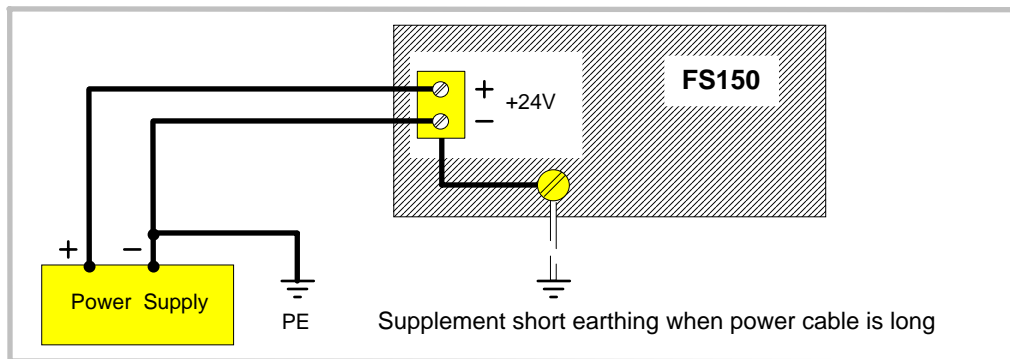 FS150
+
+24V
−
+
−
Power Supply
PE
Supplement short earthing when power cable is long